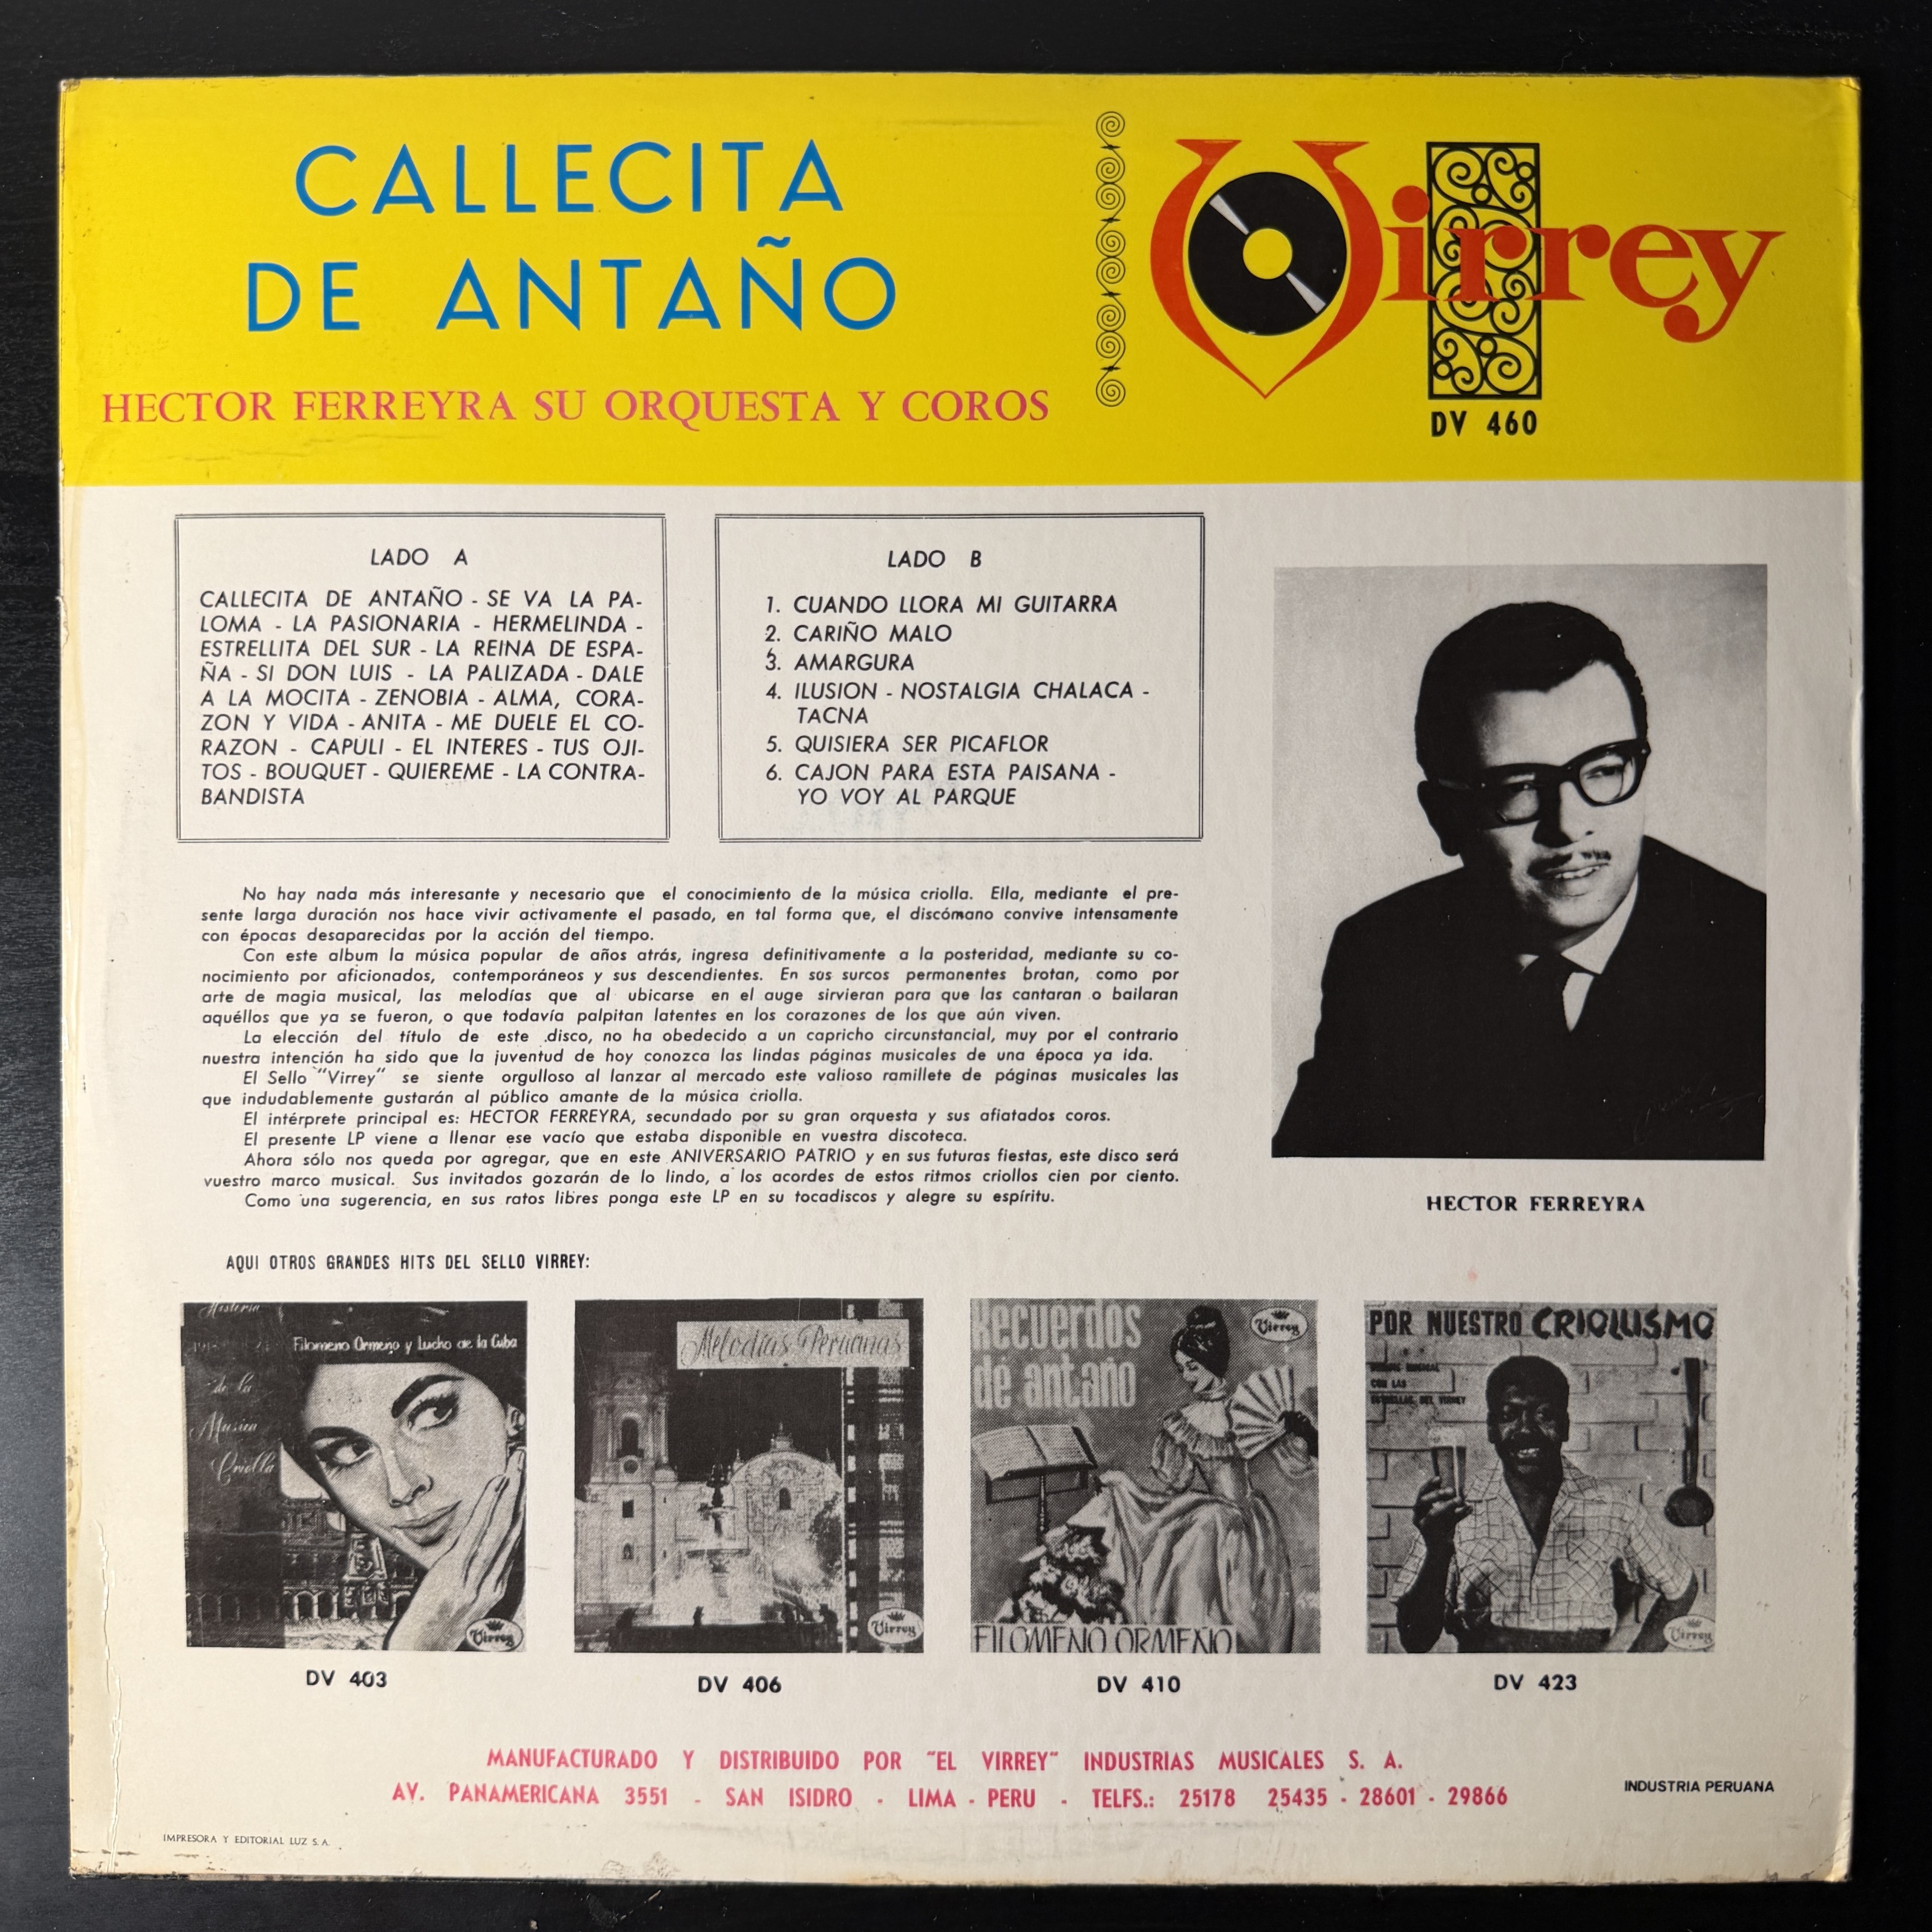 CALLECITA
DE ANTAÑO
HECTOR FERREYRA SU ORQUESTA Y COROS
Virrey
DV 460
LADO A
CALLECITA DE ANTAÑO - SE VA LA PA-
LOMA - LA PASIONARIA - HERMELINDA -
ESTRELLITA DEL SUR - LA REINA DE ESPA-
ÑA - SI DON LUIS - LA PALIZADA - DALE
A LA MOCITA - ZENOBIA - ALMA, CORA-
ZON Y VIDA - ANITA - ME DUELE EL CO-
RAZON - CAPULI - EL INTERES - TUS OJI-
TOS - BOUQUET - QUIEREME - LA CONTRA-
BANDISTA
LADO B
1. CUANDO LLORA MI GUITARRA
2. CARIÑO MALO
3. AMARGURA
4. ILUSION - NOSTALGIA CHALACA -
TACNA
5. QUISIERA SER PICAFLOR
6. CAJON PARA ESTA PAISANA -
YO VOY AL PARQUE
No hay nada más interesante y necesario que el conocimiento de la música criolla. Ella, mediante el pre-
sente larga duración nos hace vivir activamente el pasado, en tal forma que, el discómano convive intensamente
con épocas desaparecidas por la acción del tiempo.
Con este album la música popular de años atrás, ingresa definitivamente a la posteridad, mediante su co-
nocimiento por aficionados, contemporáneos y sus descendientes. En sus surcos permanentes brotan, como por
arte de magia musical, las melodías que al ubicarse en el auge sirvieran para que las cantaran o bailaran
aquéllos que ya se fueron, o que todavía palpitan latentes en los corazones de los que aún viven.
La elección del título de este disco, no ha obedecido a un capricho circunstancial, muy por el contrario
nuestra intención ha sido que la juventud de hoy conozca las lindas páginas musicales de una época ya ida.
El Sello "Virrey" se siente orgulloso al lanzar al mercado este valioso ramillete de páginas musicales las
que indudablemente gustarán al público amante de la música criolla.
El intérprete principal es: HECTOR FERREYRA, secundado por su gran orquesta y sus afiatados coros.
El presente LP viene a llenar ese vacío que estaba disponible en vuestra discoteca.
Ahora sólo nos queda por agregar, que en este ANIVERSARIO PATRIO y en sus futuras fiestas, este disco será
vuestro marco musical. Sus invitados gozarán de lo lindo, a los acordes de estos ritmos criollos cien por ciento.
Como una sugerencia, en sus ratos libres ponga este LP en su tocadiscos y alegre su espíritu.
HECTOR FERREYRA
AQUI OTROS GRANDES HITS DEL SELLO VIRREY:
Historia
Filomeno Ormeño y Lucho de la Cuba
de la
Musica
Criolla
Virrey
DV 403
Melodías Peruanas
Virrey
DV 406
Recuerdos
de antaño
Virrey
FILOMENO ORMEÑO
DV 410
POR NUESTRO CRIOLLISMO
CON LAS
ESTRELLAS DEL VIRREY
Virrey
DV 423
MANUFACTURADO Y DISTRIBUIDO POR "EL VIRREY" INDUSTRIAS MUSICALES S. A.
AV. PANAMERICANA 3551 - SAN ISIDRO - LIMA - PERU - TELFS.: 25178 25435 - 28601 - 29866
INDUSTRIA PERUANA
IMPRESORA Y EDITORIAL LUZ S. A.